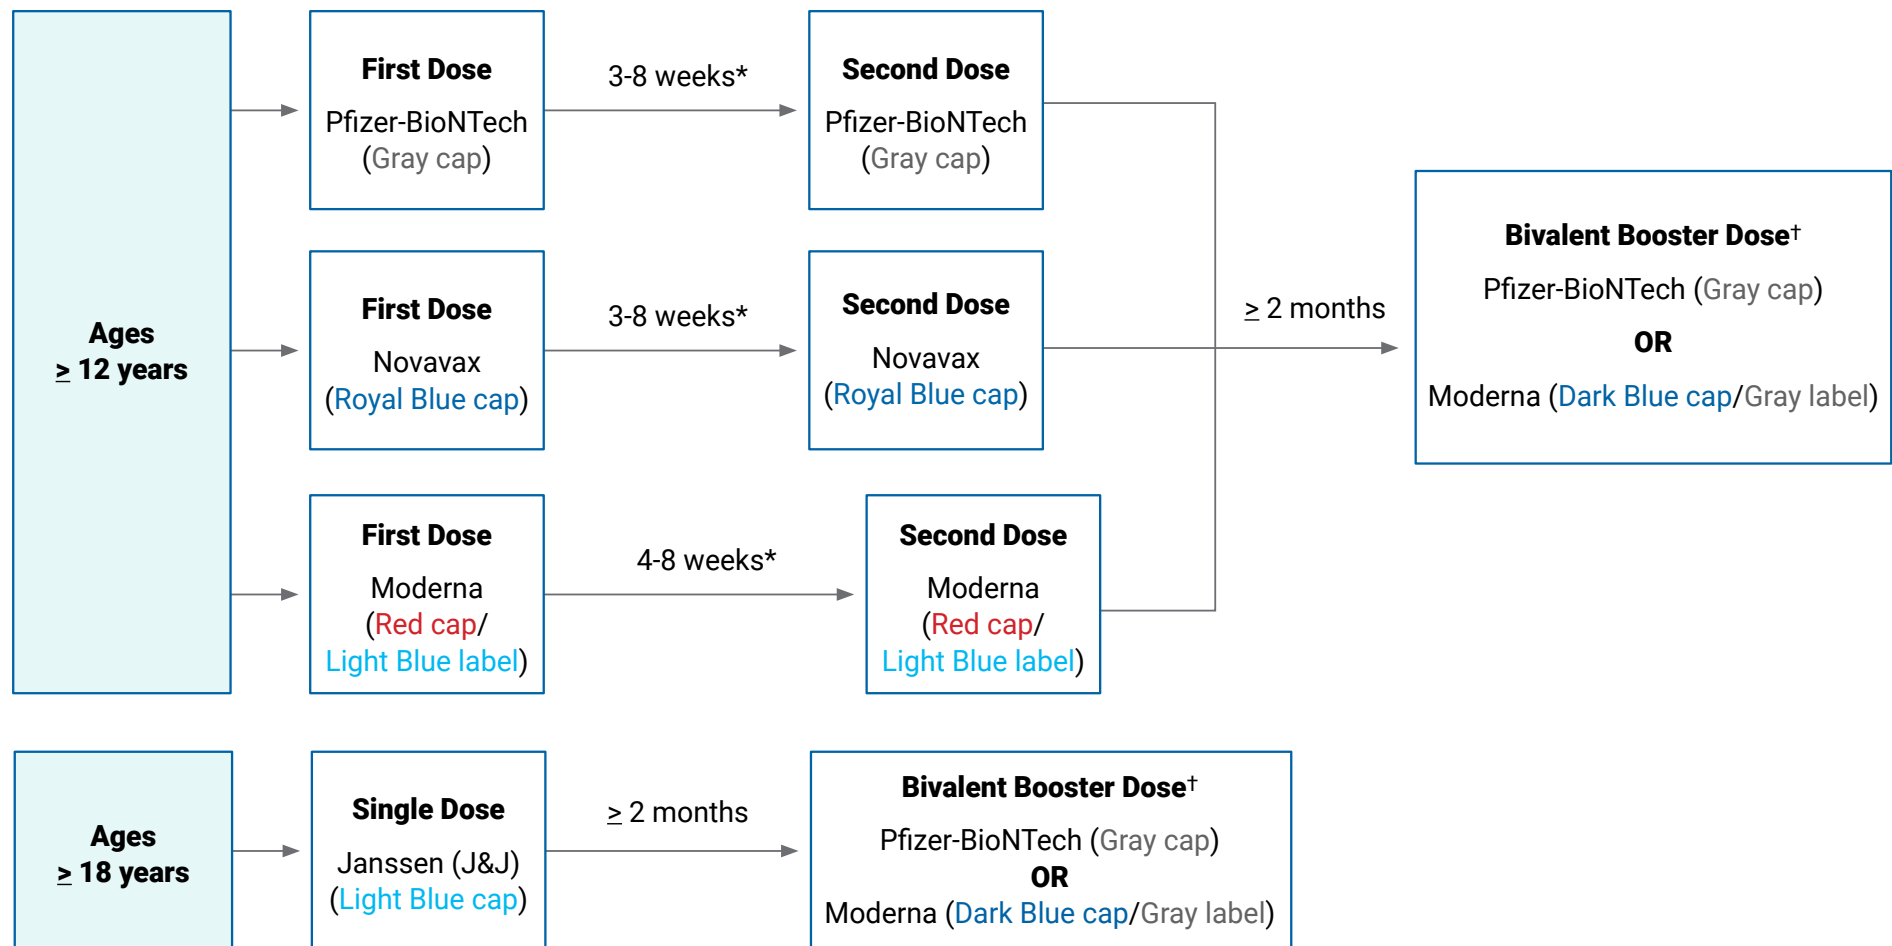 Ages
≥ 12 years
First Dose
Pfizer-BioNTech
(Gray cap)
3-8 weeks*
Second Dose
Pfizer-BioNTech
(Gray cap)
First Dose
Novavax
(Royal Blue cap)
3-8 weeks*
Second Dose
Novavax
(Royal Blue cap)
First Dose
Moderna
(Red cap/
Light Blue label)
4-8 weeks*
Second Dose
Moderna
(Red cap/
Light Blue label)
≥ 2 months
Bivalent Booster Dose†
Pfizer-BioNTech (Gray cap)
OR
Moderna (Dark Blue cap/Gray label)
Ages
≥ 18 years
Single Dose
Janssen (J&J)
(Light Blue cap)
≥ 2 months
Bivalent Booster Dose†
Pfizer-BioNTech (Gray cap)
OR
Moderna (Dark Blue cap/Gray label)